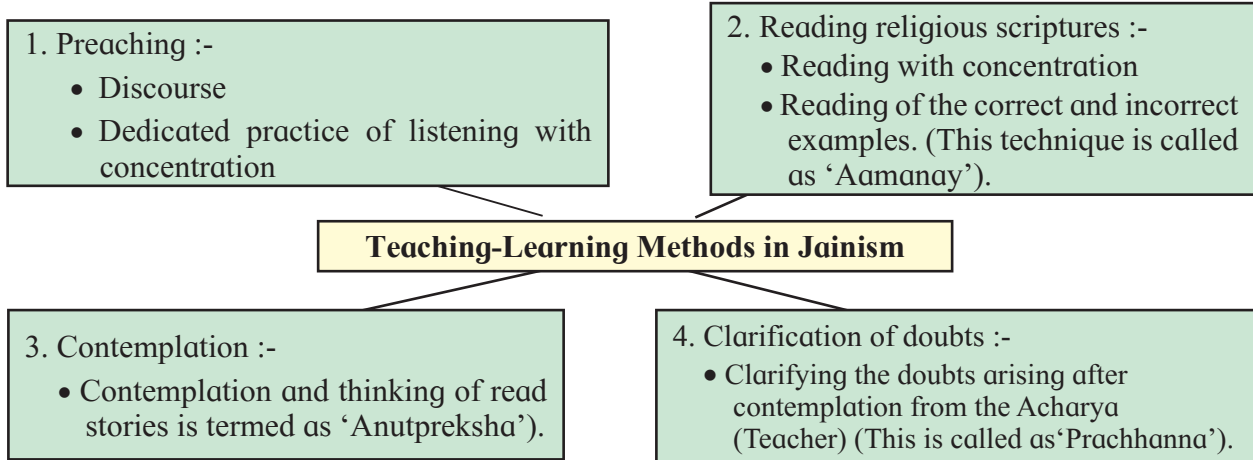 1. Preaching :-
• Discourse
• Dedicated practice of listening with
concentration
2. Reading religious scriptures :-
• Reading with concentration
• Reading of the correct and incorrect
examples. (This technique is called
as ‘Aamanay’).
Teaching-Learning Methods in Jainism
3. Contemplation :-
• Contemplation and thinking of read
stories is termed as ‘Anutpreksha’).
4. Clarification of doubts :-
• Clarifying the doubts arising after
contemplation from the Acharya
(Teacher) (This is called as‘Prachhanna’).